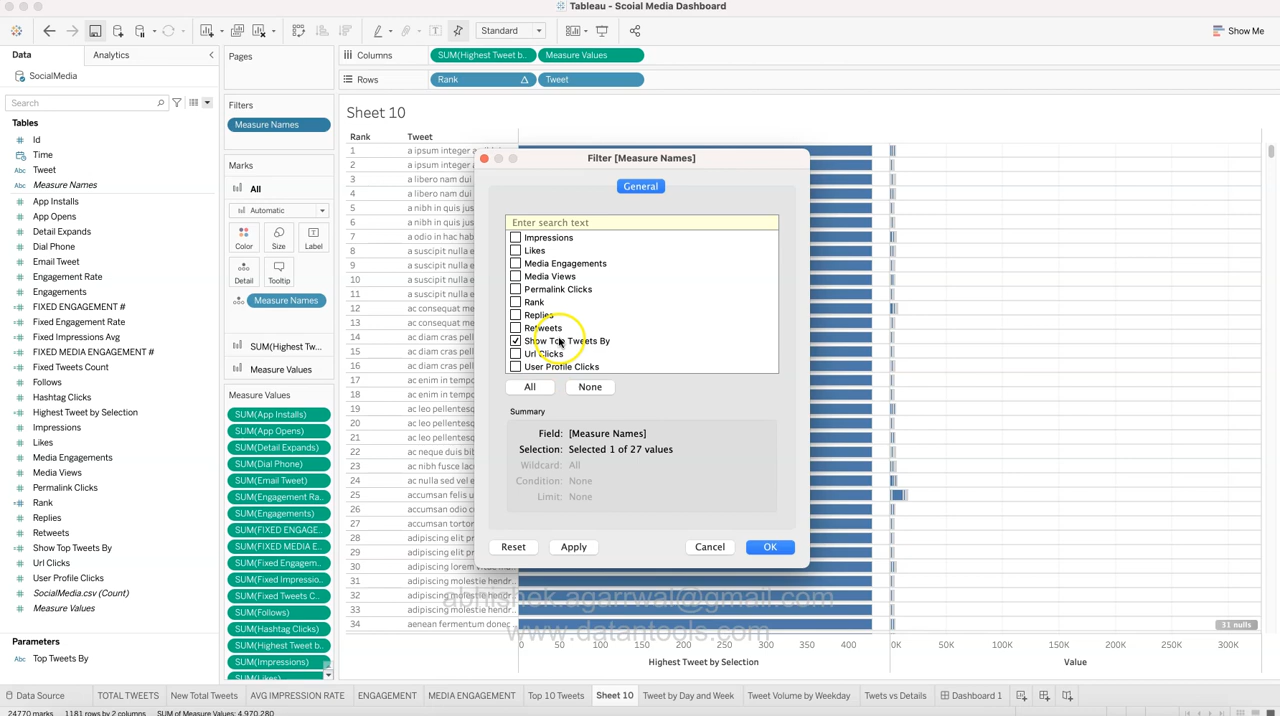 Tableau - Scoial Media Dashboard
Standard
Show Me
Data
Analytics
SocialMedia
Search
Tables
Id
Time
Tweet
Measure Names
App Installs
App Opens
Detail Expands
Dial Phone
Email Tweet
Engagement Rate
Engagements
FIXED ENGAGEMENT #
Fixed Engagement Rate
Fixed Impressions Avg
FIXED MEDIA ENGAGEMENT #
Fixed Tweets Count
Follows
Hashtag Clicks
Highest Tweet by Selection
Impressions
Likes
Media Engagements
Media Views
Permalink Clicks
Rank
Replies
Retweets
Show Top Tweets By
Url Clicks
User Profile Clicks
SocialMedia.csv (Count)
Measure Values
Parameters
Top Tweets By
Pages
Filters
Measure Names
Marks
All
Automatic
Color
Size
Label
Detail
Tooltip
Measure Names
SUM(Highest Tw...
Measure Values
Measure Values
SUM(App Installs)
SUM(App Opens)
SUM(Detail Expands)
SUM(Dial Phone)
SUM(Email Tweet)
SUM(Engagement Ra..
SUM(Engagements)
SUM(FIXED ENGAGE..
SUM(FIXED MEDIA E..
SUM(Fixed Engagem..
SUM(Fixed Impressio..
SUM(Fixed Tweets C..
SUM(Follows)
SUM(Hashtag Clicks)
SUM(Highest Tweet b..
SUM(Impressions)
SUM(Likes)
Columns
SUM(Highest Tweet b..
Measure Values
Rows
Rank
Tweet
Sheet 10
Rank
Tweet
1 a ipsum integer a
2 a ipsum integer a
3 a libero nam dui
4 a libero nam dui
5 a nibh in quis jus
6 a nibh in quis jus
7 a odio in hac hab
8 a suscipit nulla e
9 a suscipit nulla e
10 a suscipit nulla e
11 a suscipit nulla e
12 ac consequat me
13 ac consequat me
14 ac diam cras pel
15 ac diam cras pel
16 ac diam cras pel
17 ac enim in tempo
18 ac enim in tempo
19 ac leo pellentesq
20 ac leo pellentesq
21 ac leo pellentesq
22 ac neque duis bib
23 ac nibh fusce lac
24 ac nulla sed vel e
25 accumsan felis u
26 accumsan odio c
27 accumsan tortor
28 adipiscing elit pr
29 adipiscing elit pr
30 adipiscing lorem v
31 adipiscing molestie hendr..
32 adipiscing molestie hendr..
33 adipiscing molestie hendr..
34 aenean fermentum donec ..
Filter [Measure Names]
General
Enter search text
Impressions
Likes
Media Engagements
Media Views
Permalink Clicks
Rank
Replies
Retweets
Show Top Tweets By
Url Clicks
User Profile Clicks
All
None
Summary
Field: [Measure Names]
Selection: Selected 1 of 27 values
Wildcard: All
Condition: None
Limit: None
Reset
Apply
Cancel
OK
abhishek.agarrwal@gmail.com
www.datantools.com
31 nulls
0 50 100 150 200 250 300 350 400
Highest Tweet by Selection
0K 50K 100K 150K 200K 250K 300K
Value
Data Source
TOTAL TWEETS
New Total Tweets
AVG IMPRESSION RATE
ENGAGEMENT
MEDIA ENGAGEMENT
Top 10 Tweets
Sheet 10
Tweet by Day and Week
Tweet Volume by Weekday
Twets vs Details
Dashboard 1
24770 marks
1181 rows by 2 columns
SUM of Measure Values: 4,970,280